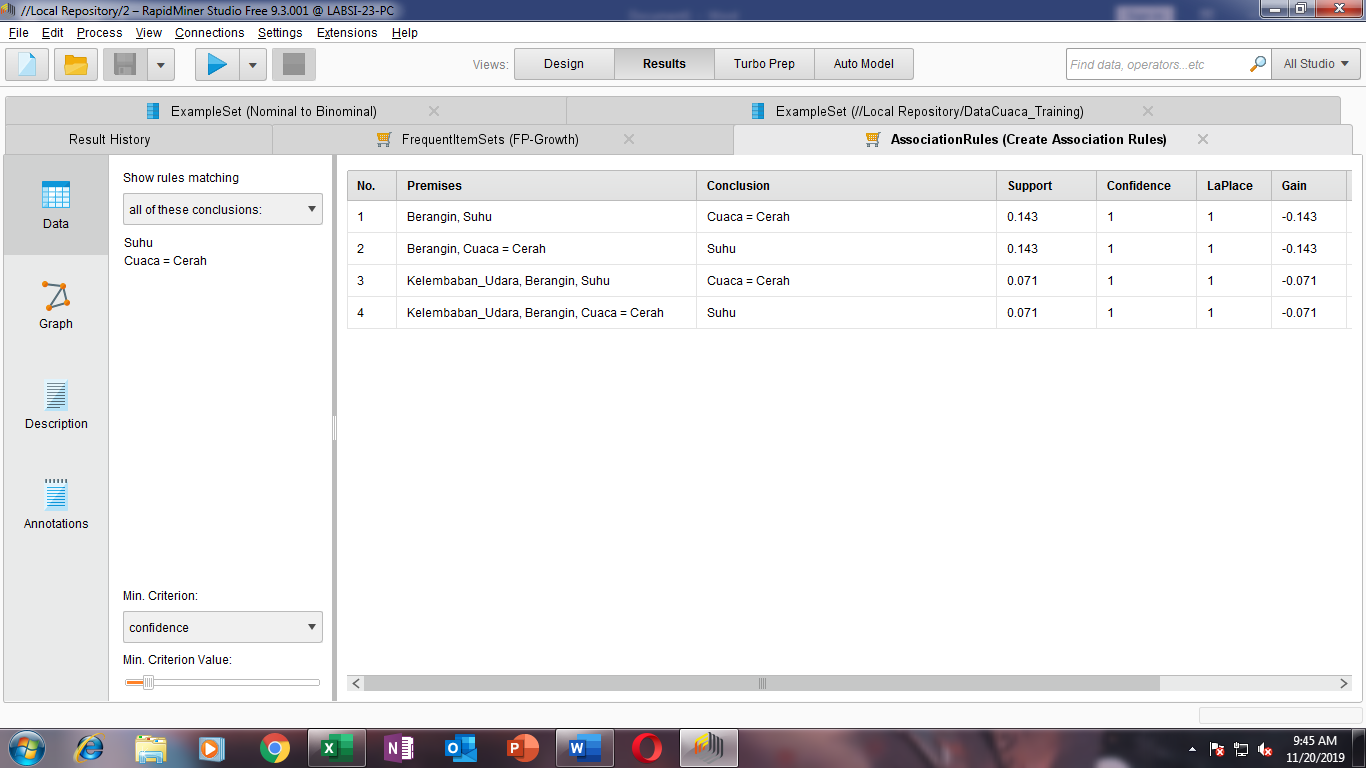 //Local Repository/2 – RapidMiner Studio Free 9.3.001 @ LABSI-23-PC
File Edit Process View Connections Settings Extensions Help
Views: Design Results Turbo Prep Auto Model Find data, operators...etc All Studio
ExampleSet (Nominal to Binominal) ExampleSet (//Local Repository/DataCuaca_Training)
Result History FrequentItemSets (FP-Growth) AssociationRules (Create Association Rules)
Data
Graph
Description
Annotations
Show rules matching
all of these conclusions:
Suhu
Cuaca = Cerah
Min. Criterion:
confidence
Min. Criterion Value:
No. Premises Conclusion Support Confidence LaPlace Gain
1 Berangin, Suhu Cuaca = Cerah 0.143 1 1 -0.143
2 Berangin, Cuaca = Cerah Suhu 0.143 1 1 -0.143
3 Kelembaban_Udara, Berangin, Suhu Cuaca = Cerah 0.071 1 1 -0.071
4 Kelembaban_Udara, Berangin, Cuaca = Cerah Suhu 0.071 1 1 -0.071
9:45 AM
11/20/2019